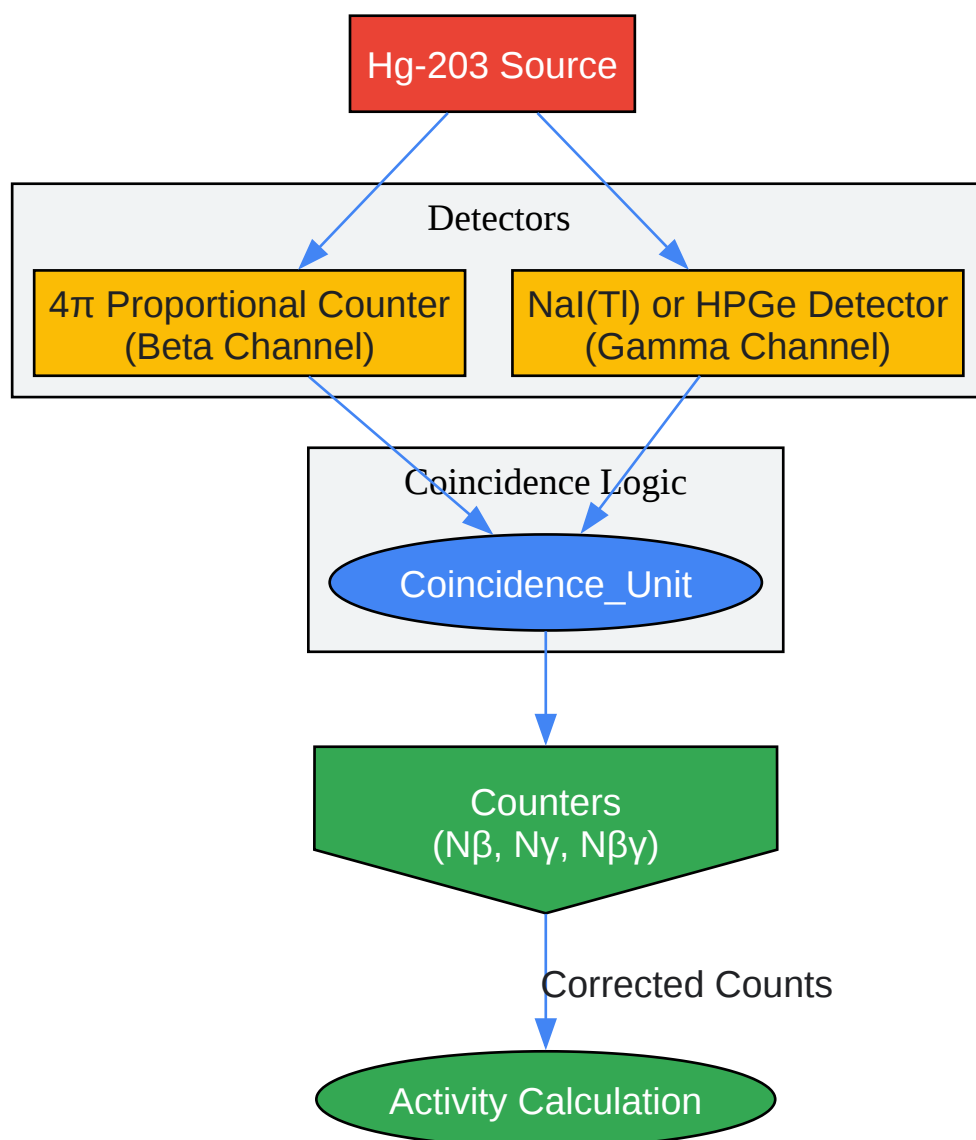 Hg-203 Source
Detectors
4π Proportional Counter
(Beta Channel)
NaI(Tl) or HPGe Detector
(Gamma Channel)
Coincidence Logic
Coincidence_Unit
Counters
(Nβ, Nγ, Nβγ)
Corrected Counts
Activity Calculation